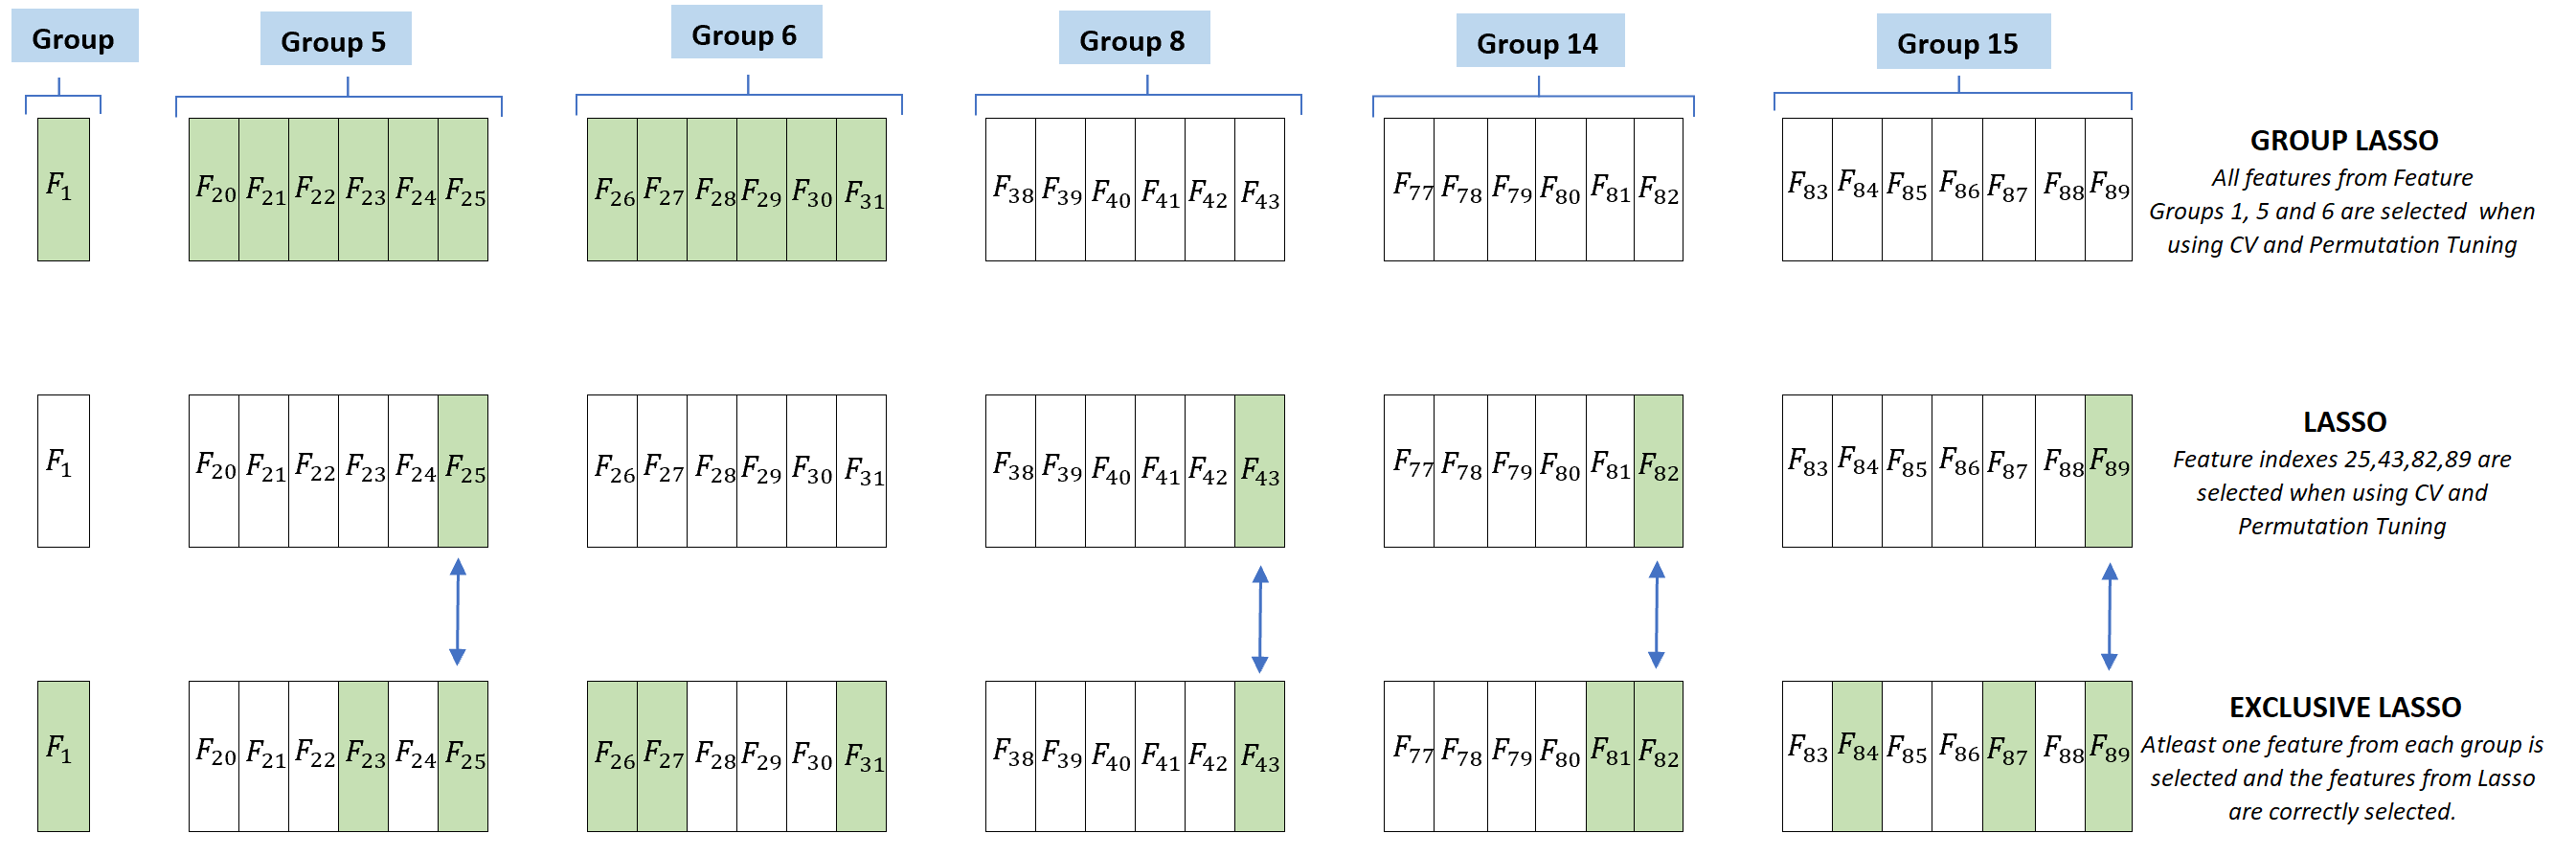 Group Group 5 Group 6 Group 8 Group 14 Group 15
F₁ F₂₀ F₂₁ F₂₂ F₂₃ F₂₄ F₂₅ F₂₆ F₂₇ F₂₈ F₂₉ F₃₀ F₃₁ F₃₈ F₃₉ F₄₀ F₄₁ F₄₂ F₄₃ F₇₇ F₇₈ F₇₉ F₈₀ F₈₁ F₈₂ F₈₃ F₈₄ F₈₅ F₈₆ F₈₇ F₈₈ F₈₉
GROUP LASSO
All features from Feature
Groups 1, 5 and 6 are selected when
using CV and Permutation Tuning
F₁ F₂₀ F₂₁ F₂₂ F₂₃ F₂₄ F₂₅ F₂₆ F₂₇ F₂₈ F₂₉ F₃₀ F₃₁ F₃₈ F₃₉ F₄₀ F₄₁ F₄₂ F₄₃ F₇₇ F₇₈ F₇₉ F₈₀ F₈₁ F₈₂ F₈₃ F₈₄ F₈₅ F₈₆ F₈₇ F₈₈ F₈₉
LASSO
Feature indexes 25,43,82,89 are
selected when using CV and
Permutation Tuning
F₁ F₂₀ F₂₁ F₂₂ F₂₃ F₂₄ F₂₅ F₂₆ F₂₇ F₂₈ F₂₉ F₃₀ F₃₁ F₃₈ F₃₉ F₄₀ F₄₁ F₄₂ F₄₃ F₇₇ F₇₈ F₇₉ F₈₀ F₈₁ F₈₂ F₈₃ F₈₄ F₈₅ F₈₆ F₈₇ F₈₈ F₈₉
EXCLUSIVE LASSO
Atleast one feature from each group is
selected and the features from Lasso
are correctly selected.